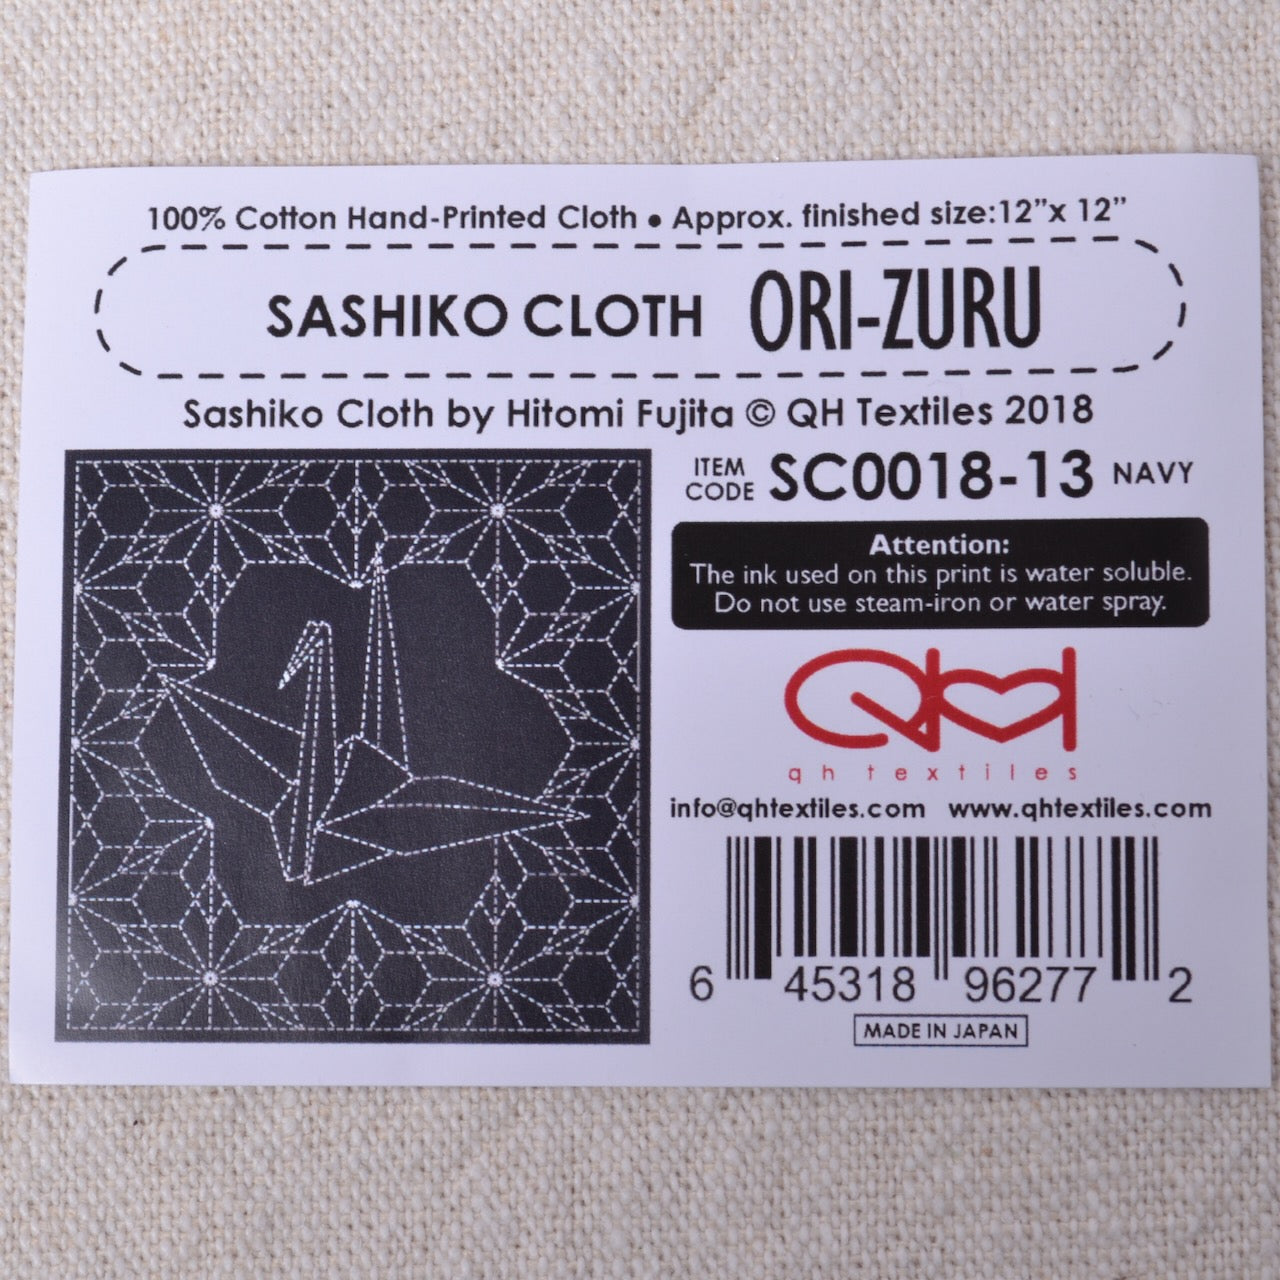 100% Cotton Hand-Printed Cloth • Approx. finished size:12”x 12”
SASHIKO CLOTH ORI-ZURU
Sashiko Cloth by Hitomi Fujita © QH Textiles 2018
ITEM CODE SC0018-13 NAVY
Attention:
The ink used on this print is water soluble.
Do not use steam-iron or water spray.
QH
qh textiles
info@qhtextiles.com www.qhtextiles.com
6 45318 96277 2
MADE IN JAPAN